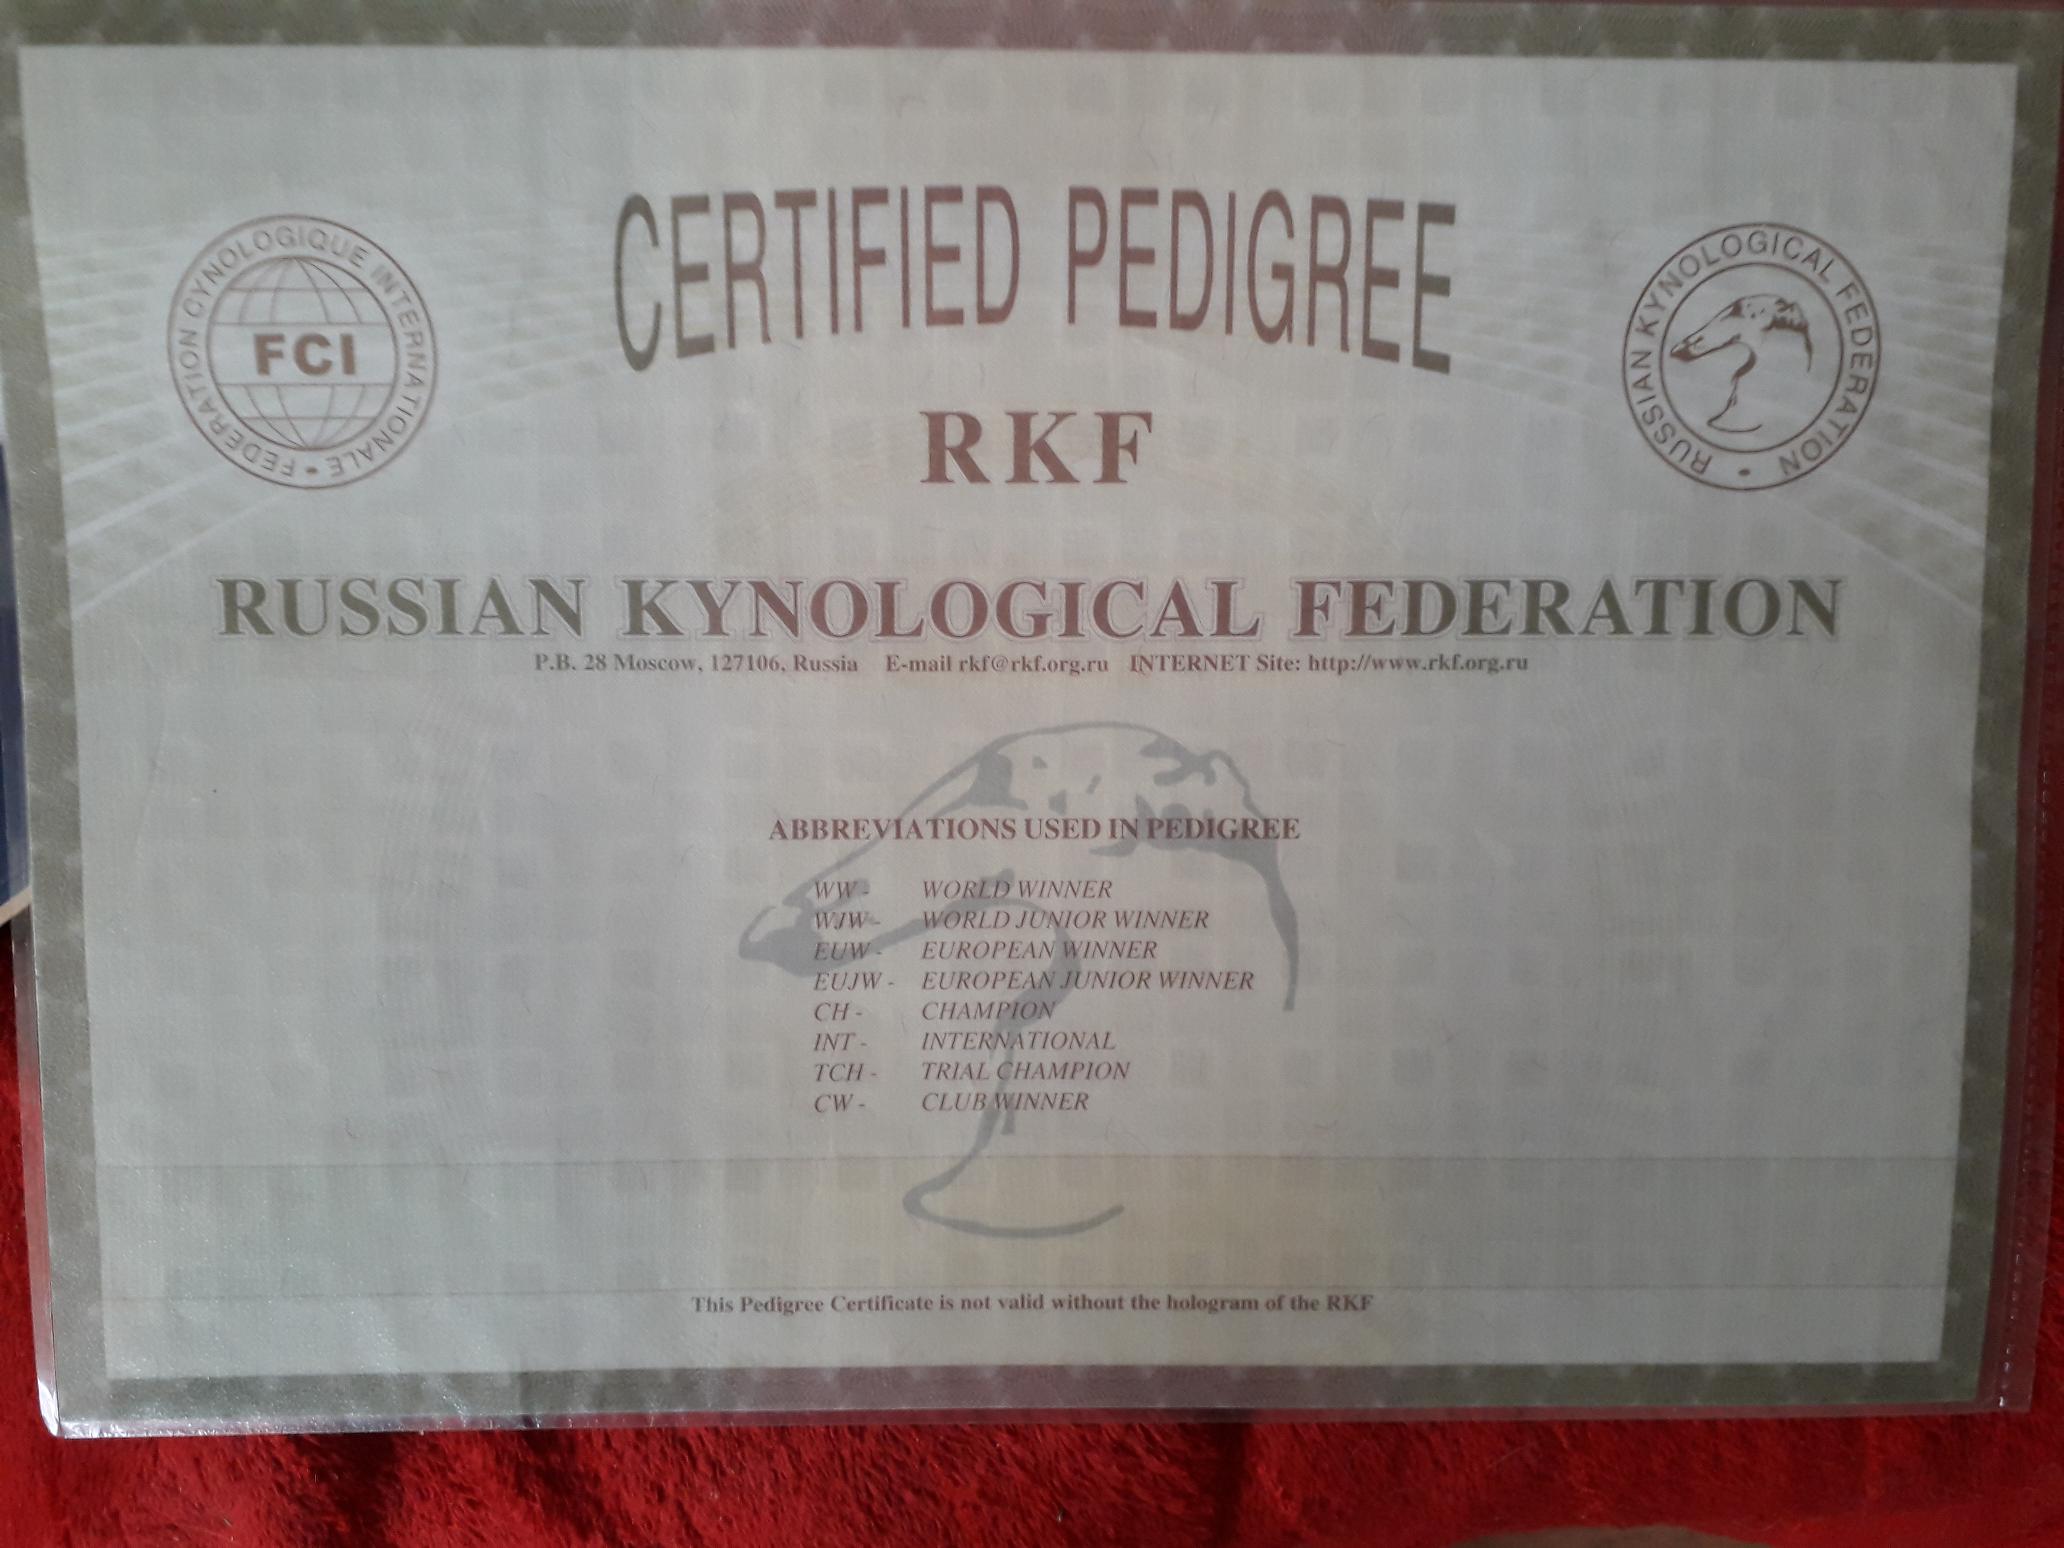 CERTIFIED PEDIGREE
FEDERATION CYNOLOGIQUE INTERNATIONALE •
FCI
RUSSIAN KYNOLOGICAL FEDERATION •
RKF
RUSSIAN KYNOLOGICAL FEDERATION
P.B. 28 Moscow, 127106, Russia E-mail rkf@rkf.org.ru INTERNET Site: http://www.rkf.org.ru
ABBREVIATIONS USED IN PEDIGREE
WW - WORLD WINNER
WJW - WORLD JUNIOR WINNER
EUW - EUROPEAN WINNER
EUJW - EUROPEAN JUNIOR WINNER
CH - CHAMPION
INT - INTERNATIONAL
TCH - TRIAL CHAMPION
CW - CLUB WINNER
This Pedigree Certificate is not valid without the hologram of the RKF